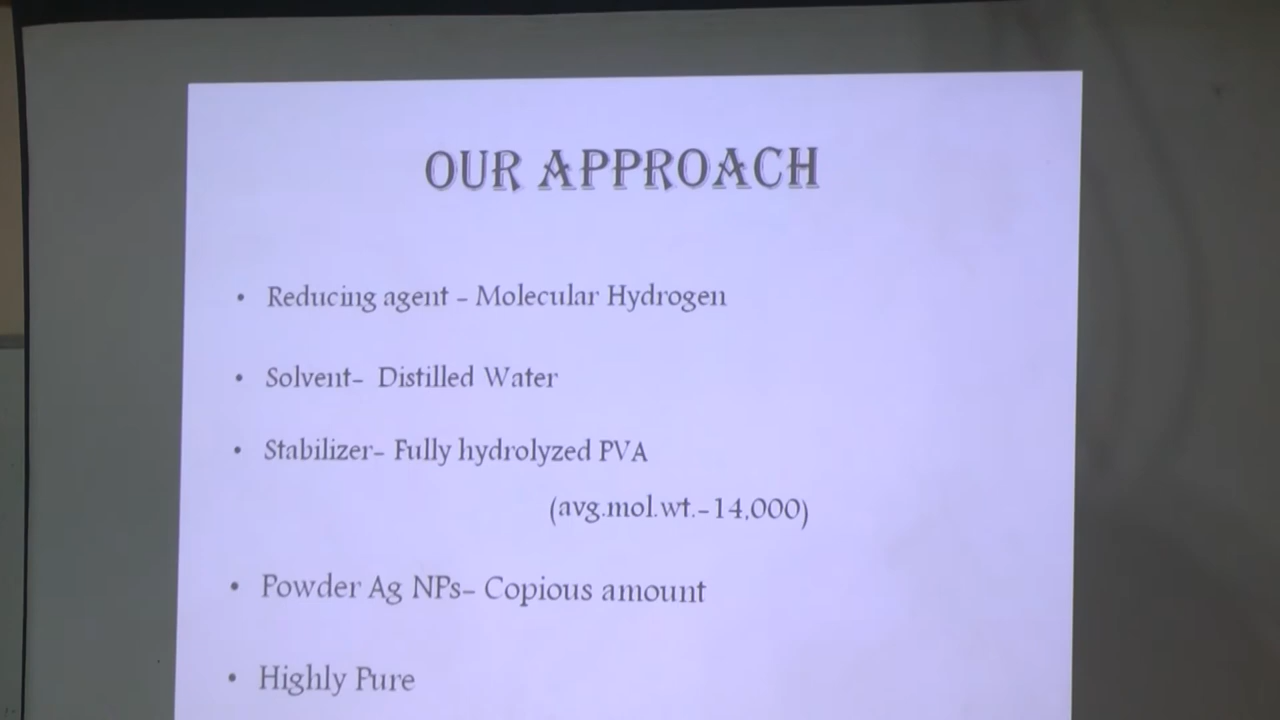 OUR APPROACH
• Reducing agent - Molecular Hydrogen
• Solvent- Distilled Water
• Stabilizer- Fully hydrolyzed PVA
(avg.mol.wt.-14,000)
• Powder Ag NPs- Copious amount
• Highly Pure